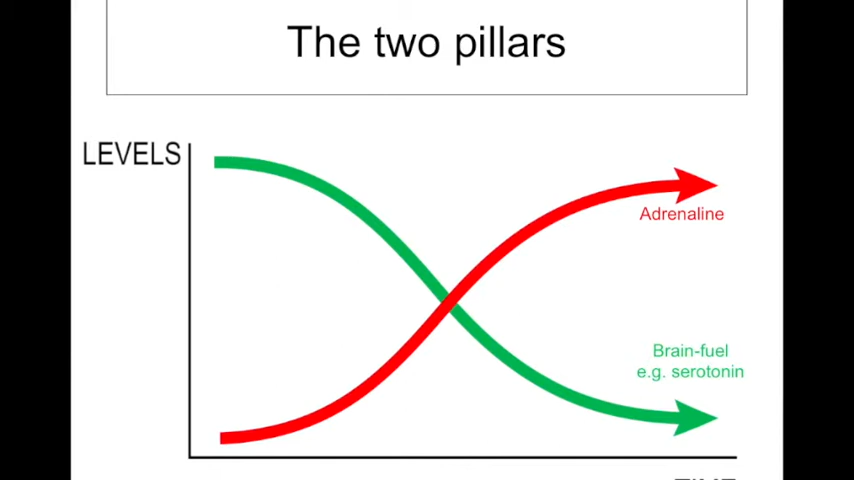 The two pillars
LEVELS
Adrenaline
Brain-fuel
e.g. serotonin